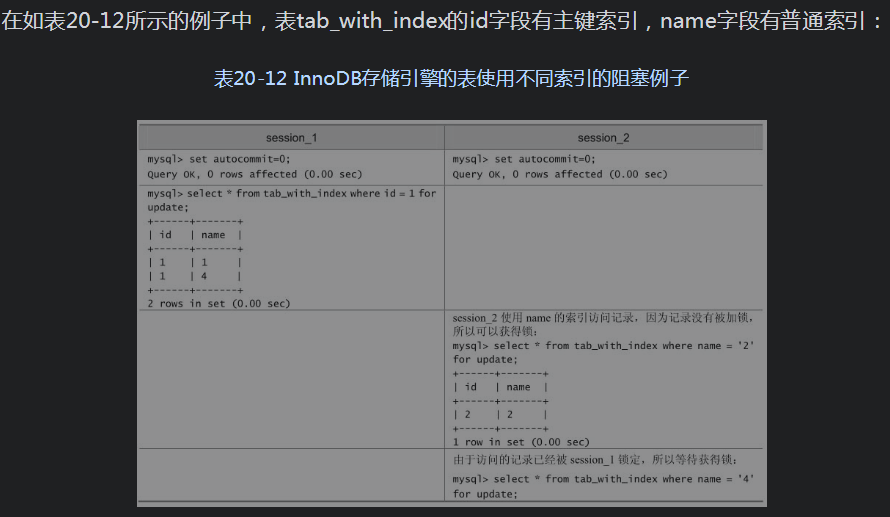 在如表20-12所示的例子中，表tab_with_index的id字段有主键索引，name字段有普通索引：
表20-12 InnoDB存储引擎的表使用不同索引的阻塞例子
session_1
session_2
mysql> set autocommit=0;
Query OK, 0 rows affected (0.00 sec)
mysql> set autocommit=0;
Query OK, 0 rows affected (0.00 sec)
mysql> select * from tab_with_index where id = 1 for
update;
+------+-------+
| id   | name  |
+------+-------+
| 1    | 1     |
| 1    | 4     |
+------+-------+
2 rows in set (0.00 sec)
session_2 使用 name 的索引访问记录，因为记录没有被加锁，
所以可以获得锁：
mysql> select * from tab_with_index where name = '2'
for update;
+------+-------+
| id   | name  |
+------+-------+
| 2    | 2     |
+------+-------+
1 row in set (0.00 sec)
由于访问的记录已经被 session_1 锁定，所以等待获得锁：
mysql> select * from tab_with_index where name = '4'
for update;